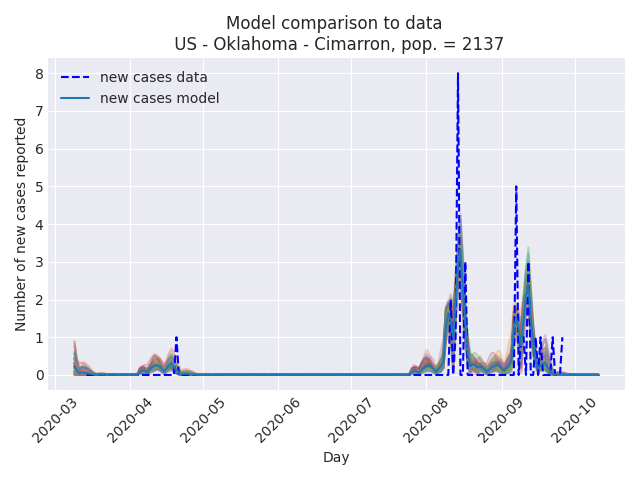 Model comparison to data
US - Oklahoma - Cimarron, pop. = 2137
new cases data
new cases model
Number of new cases reported
8
7
6
5
4
3
2
1
0
2020-03
2020-04
2020-05
2020-06
2020-07
2020-08
2020-09
2020-10
Day